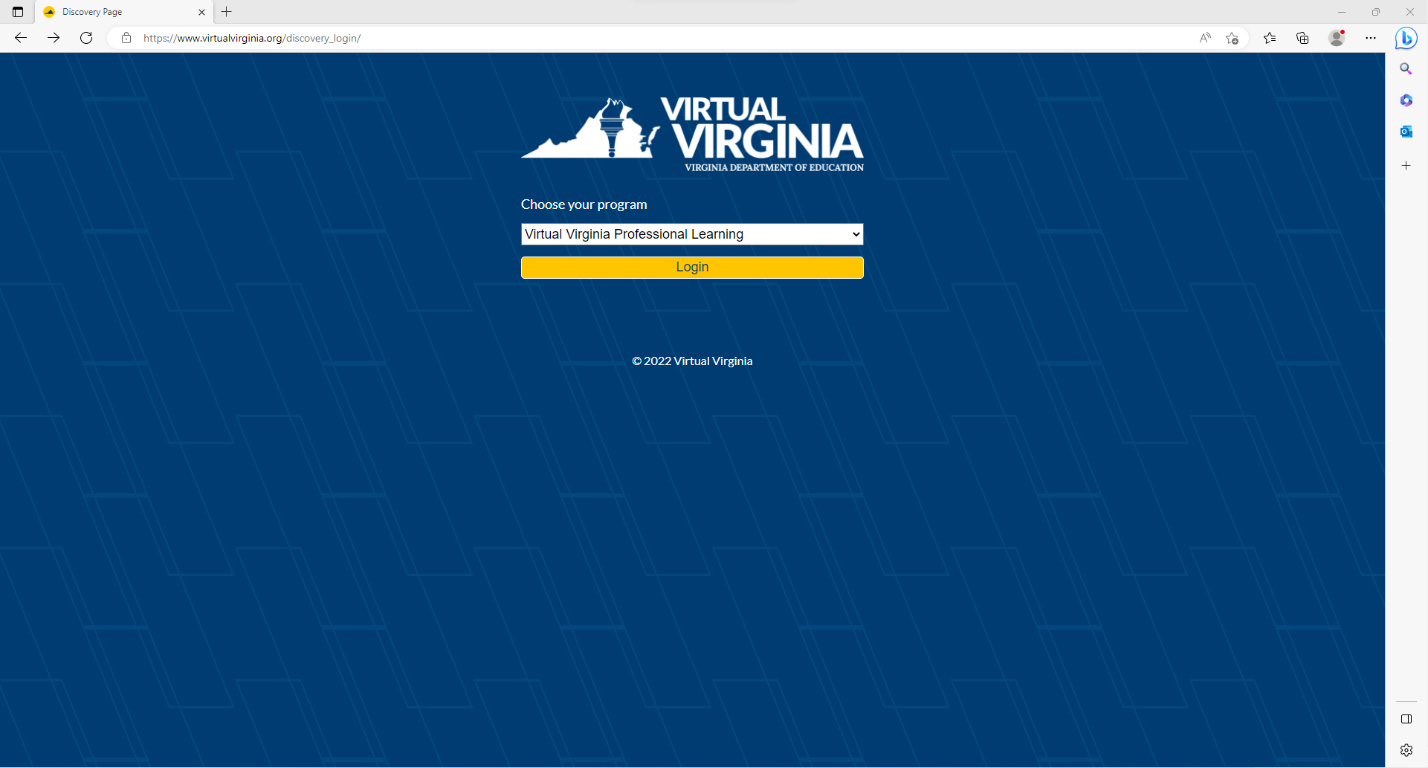 Discovery Page
https://www.virtualvirginia.org/discovery_login/
VIRTUAL
VIRGINIA
VIRGINIA DEPARTMENT OF EDUCATION
Choose your program
Virtual Virginia Professional Learning
Login
© 2022 Virtual Virginia